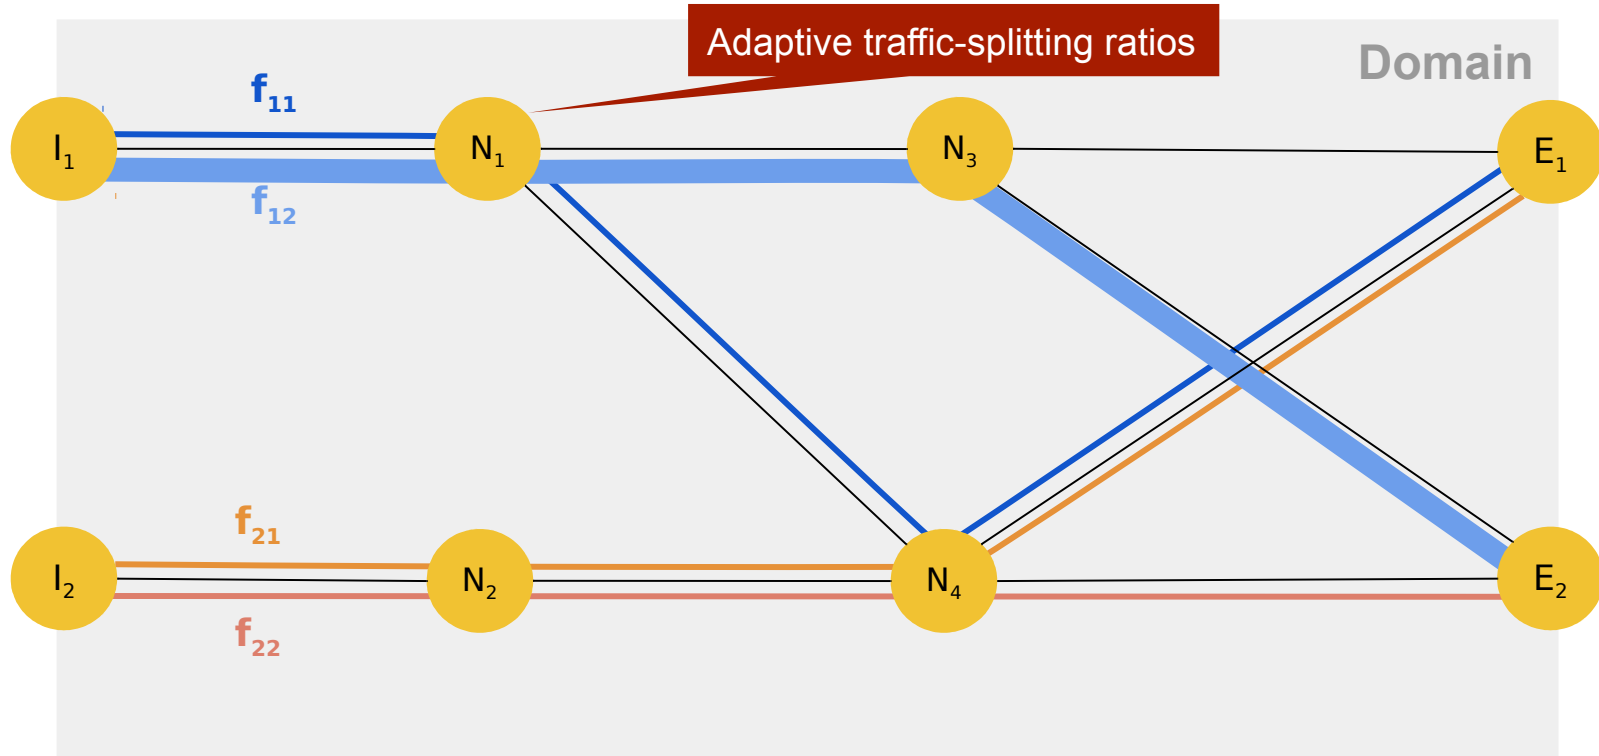 Adaptive traffic-splitting ratios
Domain
f11
I1
N1
N3
E1
f12
f21
I2
N2
N4
E2
f22